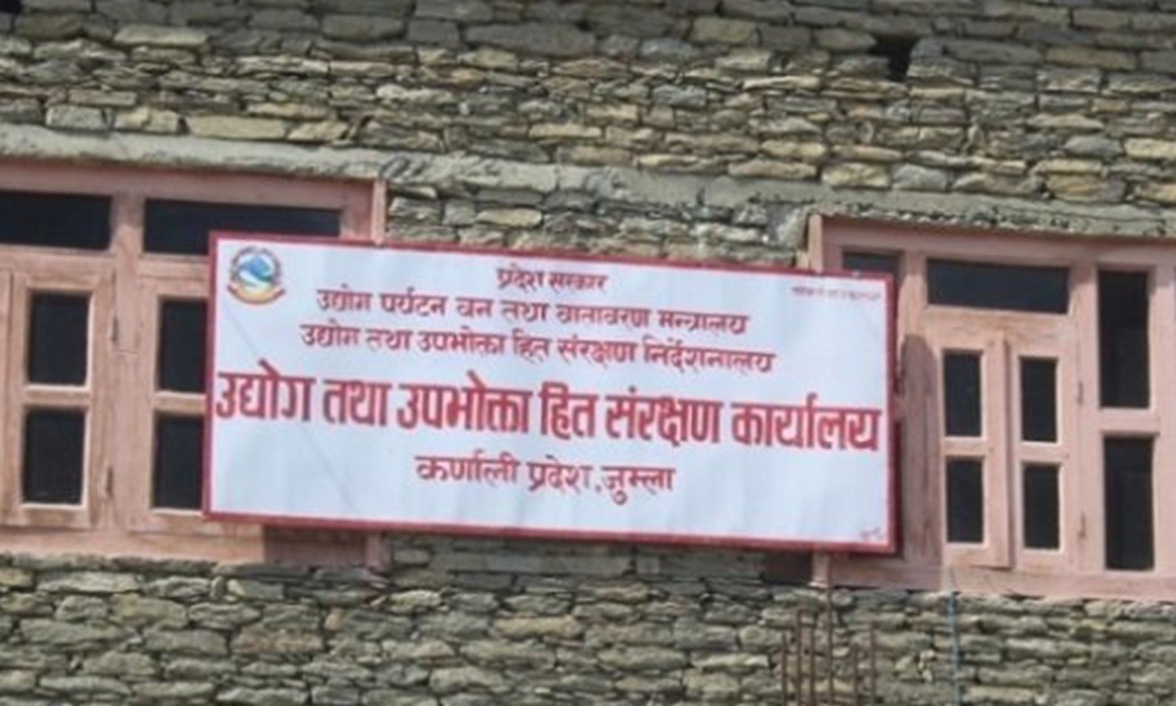 प्रदेश सरकार
उद्योग पर्यटन वन तथा वातावरण मन्त्रालय
उद्योग तथा उपभोक्ता हित संरक्षण निर्देशनालय
उद्योग तथा उपभोक्ता हित संरक्षण कार्यालय
कर्णाली प्रदेश,जुम्ला